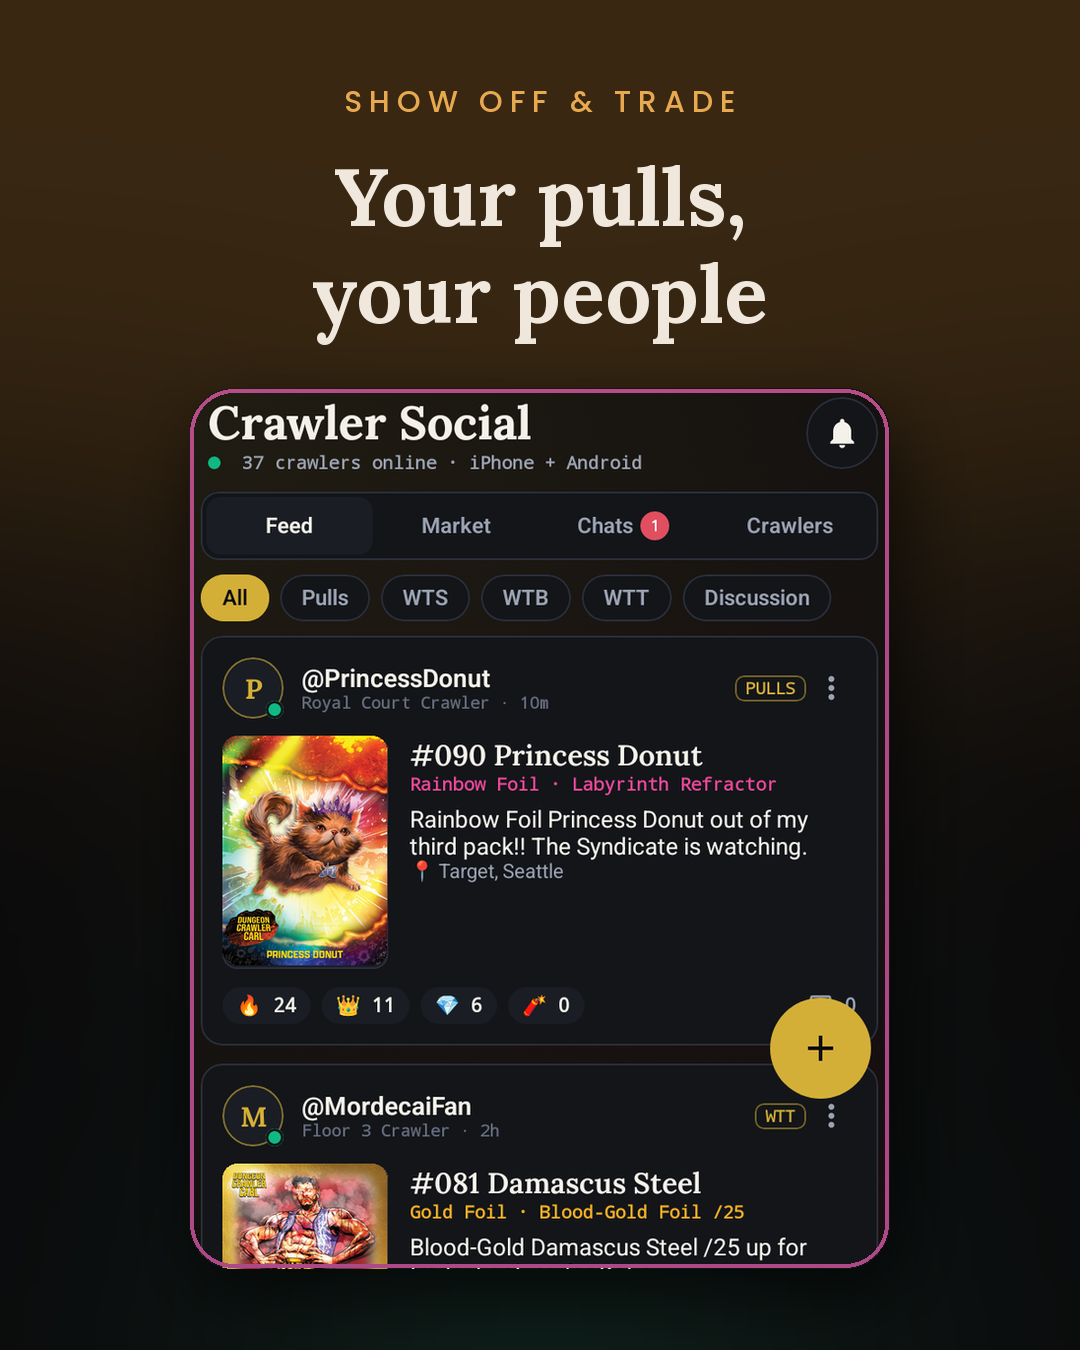 SHOW OFF & TRADE
Your pulls,
your people
Crawler Social
37 crawlers online · iPhone + Android
Feed Market Chats 1 Crawlers
All Pulls WTS WTB WTT Discussion
P @PrincessDonut PULLS
Royal Court Crawler · 10m
#090 Princess Donut
Rainbow Foil · Labyrinth Refractor
Rainbow Foil Princess Donut out of my
third pack!! The Syndicate is watching.
📍 Target, Seattle
DUNGEON
CRAWLER
CARL
PRINCESS DONUT
🔥 24 👑 11 💎 6 🧨 0 0
+
M @MordecaiFan WTT
Floor 3 Crawler · 2h
DUNGEON
CRAWLER
CARL
#081 Damascus Steel
Gold Foil · Blood-Gold Foil /25
Blood-Gold Damascus Steel /25 up for